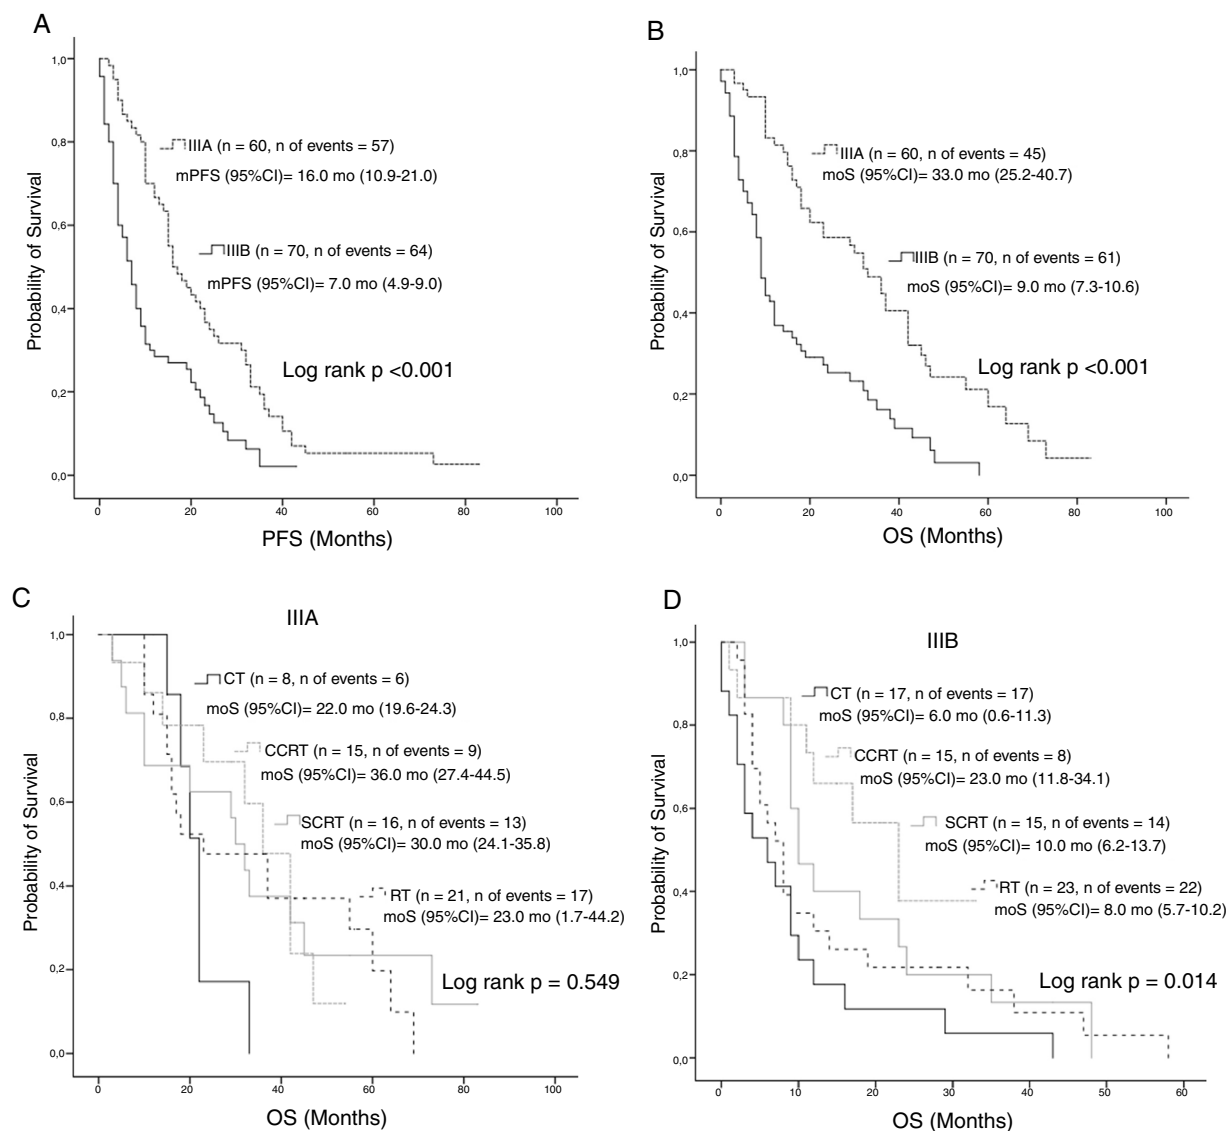 A
1,0
0,8
0,6
0,4
0,2
0,0
Probability of Survival
IIIA (n = 60, n of events = 57)
mPFS (95%CI)= 16.0 mo (10.9-21.0)
IIIB (n = 70, n of events = 64)
mPFS (95%CI)= 7.0 mo (4.9-9.0)
Log rank p <0.001
0 20 40 60 80 100
PFS (Months)
B
1,0
0,8
0,6
0,4
0,2
0,0
Probability of Survival
IIIA (n = 60, n of events = 45)
moS (95%CI)= 33.0 mo (25.2-40.7)
IIIB (n = 70, n of events = 61)
moS (95%CI)= 9.0 mo (7.3-10.6)
Log rank p <0.001
0 20 40 60 80 100
OS (Months)
C
IIIA
1,0
0,8
0,6
0,4
0,2
0,0
Probability of Survival
CT (n = 8, n of events = 6)
moS (95%CI)= 22.0 mo (19.6-24.3)
CCRT (n = 15, n of events = 9)
moS (95%CI)= 36.0 mo (27.4-44.5)
SCRT (n = 16, n of events = 13)
moS (95%CI)= 30.0 mo (24.1-35.8)
RT (n = 21, n of events = 17)
moS (95%CI)= 23.0 mo (1.7-44.2)
Log rank p = 0.549
0 20 40 60 80 100
OS (Months)
D
IIIB
1,0
0,8
0,6
0,4
0,2
0,0
Probability of Survival
CT (n = 17, n of events = 17)
moS (95%CI)= 6.0 mo (0.6-11.3)
CCRT (n = 15, n of events = 8)
moS (95%CI)= 23.0 mo (11.8-34.1)
SCRT (n = 15, n of events = 14)
moS (95%CI)= 10.0 mo (6.2-13.7)
RT (n = 23, n of events = 22)
moS (95%CI)= 8.0 mo (5.7-10.2)
Log rank p = 0.014
0 10 20 30 40 50 60
OS (Months)